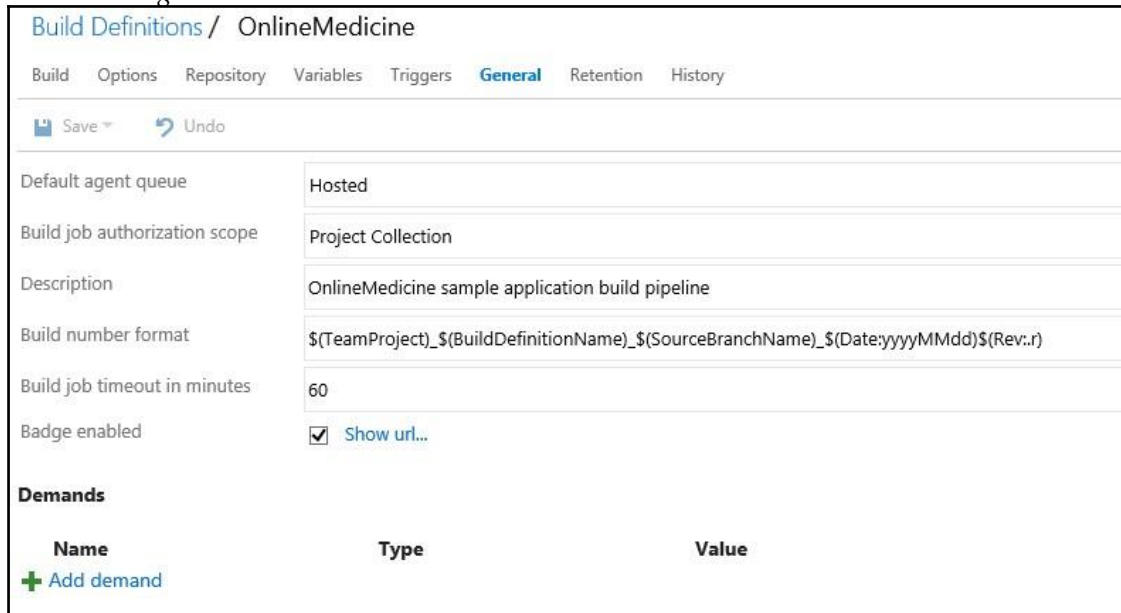 Build Definitions / OnlineMedicine
Build Options Repository Variables Triggers General Retention History
Save Undo
Default agent queue Hosted
Build job authorization scope Project Collection
Description OnlineMedicine sample application build pipeline
Build number format $(TeamProject)_$(BuildDefinitionName)_$(SourceBranchName)_$(Date:yyyyMMdd)$(Rev:.r)
Build job timeout in minutes 60
Badge enabled Show url...
Demands
Name Type Value
Add demand